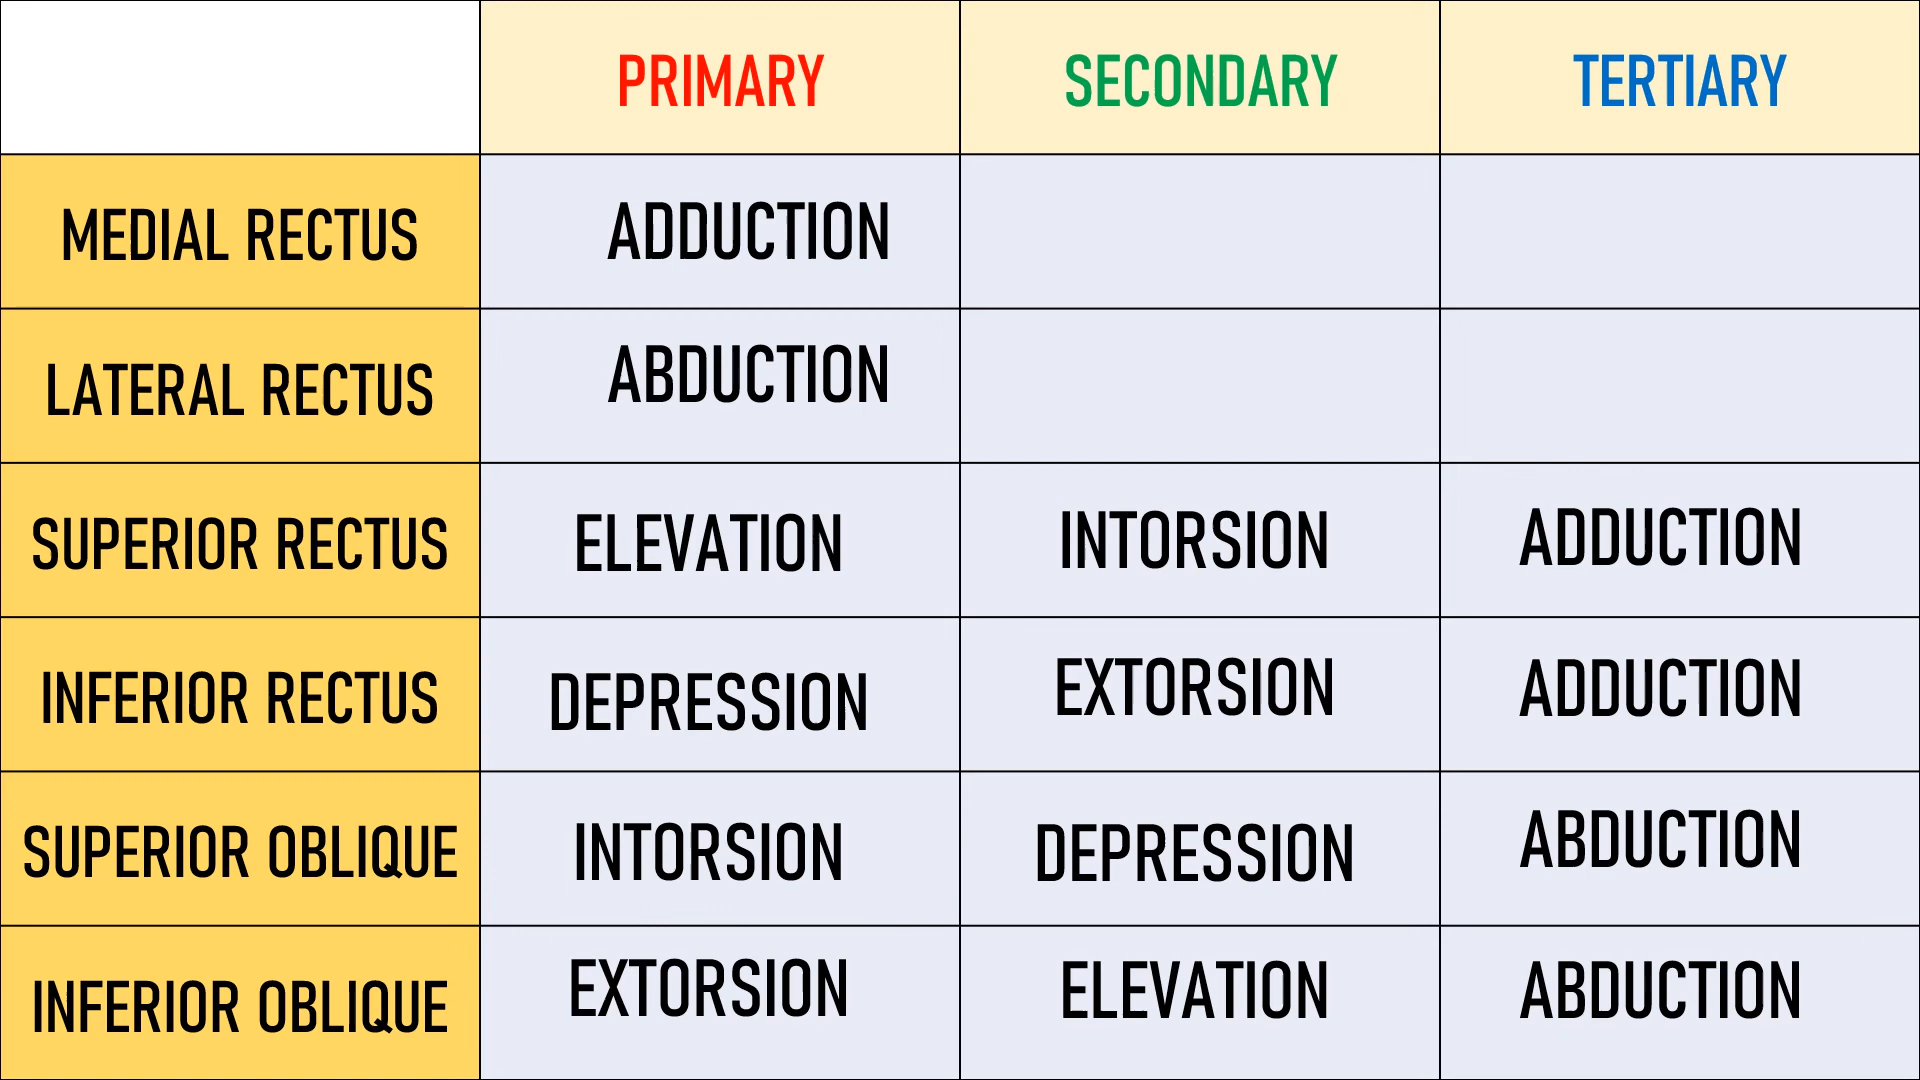 PRIMARY SECONDARY TERTIARY
MEDIAL RECTUS ADDUCTION
LATERAL RECTUS ABDUCTION
SUPERIOR RECTUS ELEVATION INTORSION ADDUCTION
INFERIOR RECTUS DEPRESSION EXTORSION ADDUCTION
SUPERIOR OBLIQUE INTORSION DEPRESSION ABDUCTION
INFERIOR OBLIQUE EXTORSION ELEVATION ABDUCTION